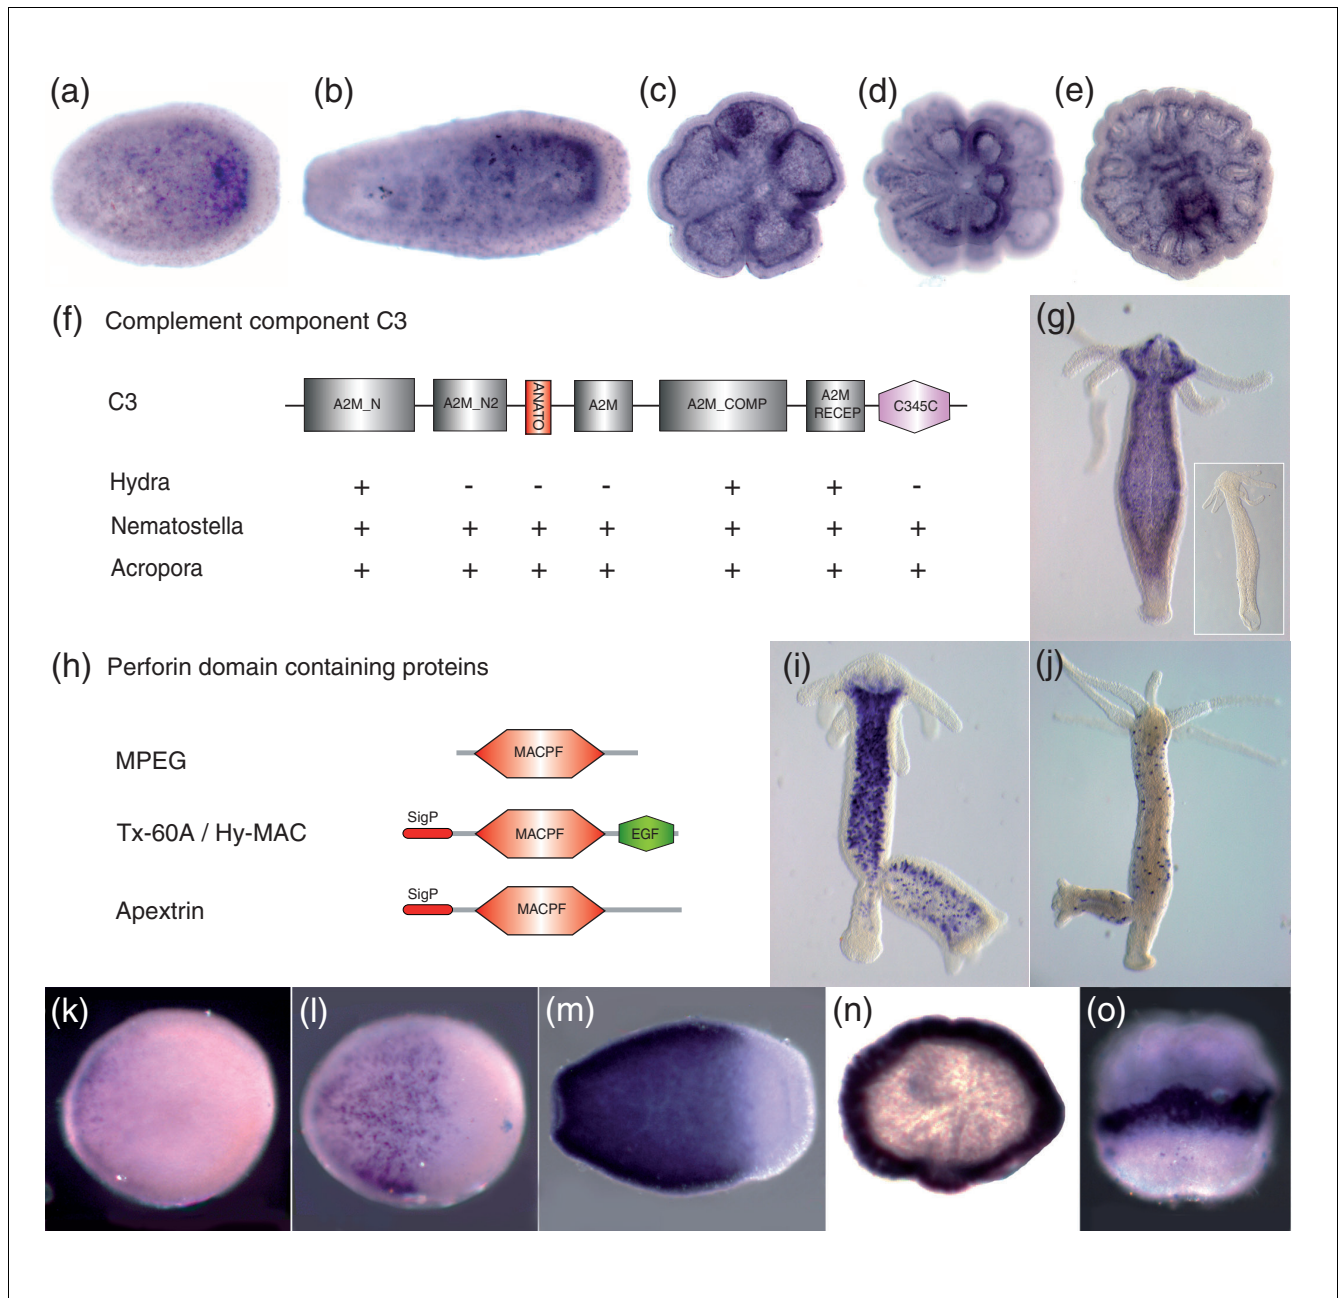 (a) (b) (c) (d) (e)
(f) Complement component C3
(g)
C3 A2M_N A2M_N2 ANATO A2M A2M_COMP A2M RECEP C345C
Hydra + - - - + + -
Nematostella + + + + + + +
Acropora + + + + + + +
(h) Perforin domain containing proteins
(i) (j)
MPEG MACPF
Tx-60A / Hy-MAC SigP MACPF EGF
Apextrin SigP MACPF
(k) (l) (m) (n) (o)